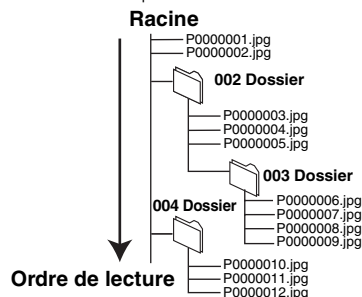 Racine
P0000001.jpg
P0000002.jpg
002 Dossier
P0000003.jpg
P0000004.jpg
P0000005.jpg
003 Dossier
P0000006.jpg
P0000007.jpg
P0000008.jpg
P0000009.jpg
004 Dossier
P0000010.jpg
P0000011.jpg
P0000012.jpg
Ordre de lecture